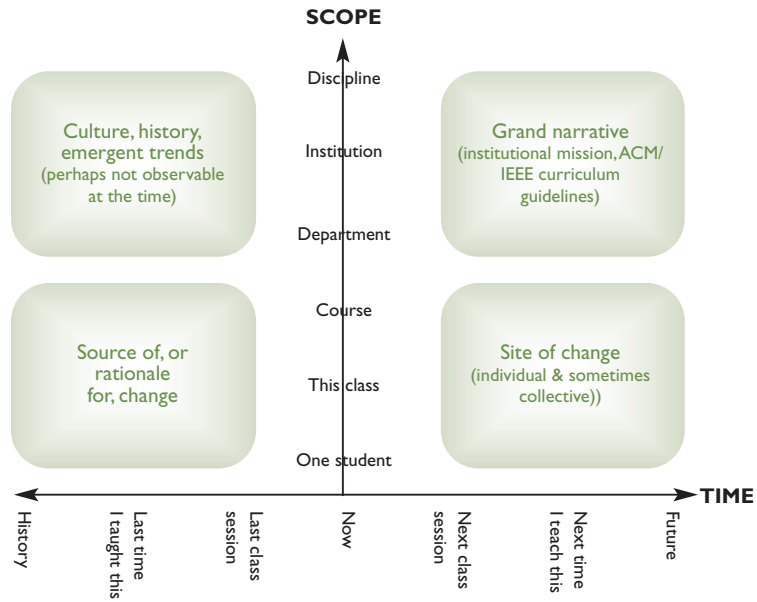 SCOPE
Discipline
Culture, history,
emergent trends
(perhaps not observable
at the time)
Institution
Grand narrative
(institutional mission, ACM/
IEEE curriculum
guidelines)
Department
Course
Source of, or
rationale
for, change
This class
Site of change
(individual & sometimes
collective))
One student
TIME
History
Last time
I taught this
Last class
session
Now
Next class
session
Next time
I teach this
Future